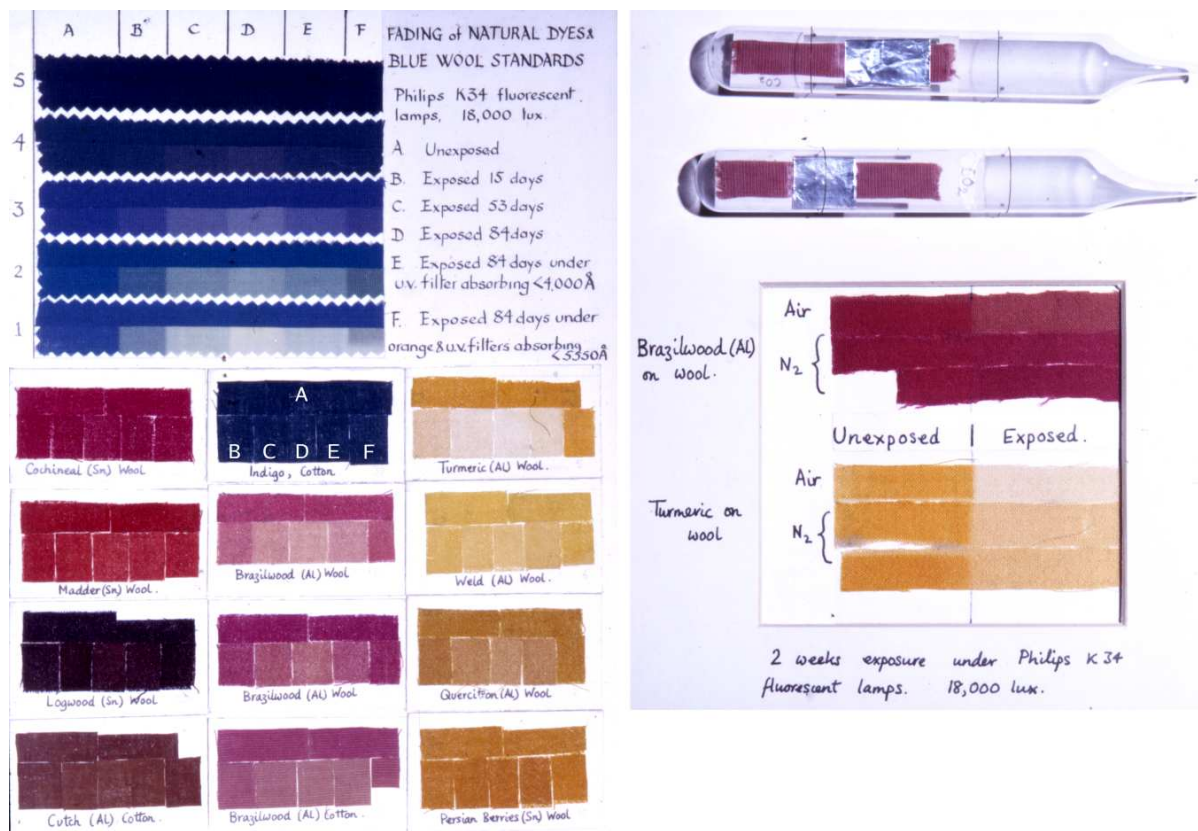 A B C D E F
5
4
3
2
1
FADING of NATURAL DYES &
BLUE WOOL STANDARDS
Philips K34 fluorescent
lamps, 18,000 lux.
A Unexposed
B. Exposed 15 days
C. Exposed 53 days
D Exposed 84 days
E Exposed 84 days under
u.v. filter absorbing <4,000 Å
F. Exposed 84 days under
orange & u.v. filters absorbing
<5350Å
A
B C D E F
Cochineal (Sn) Wool
Indigo, Cotton
Turmeric (Al) Wool.
Madder (Sn) Wool.
Brazilwood (Al) Wool
Weld (Al) Wool.
Logwood (Sn) Wool
Brazilwood (Al) Wool
Quercitron (Al) Wool
Cutch (Al) Cotton.
Brazilwood (Al) Cotton
Persian Berries (Sn) Wool
CO₂
CO₂
Brazilwood (Al)
on wool.
Air
N₂
Unexposed | Exposed.
Turmeric on
wool
Air
N₂
2 weeks exposure under Philips K 34
fluorescent lamps. 18,000 lux.